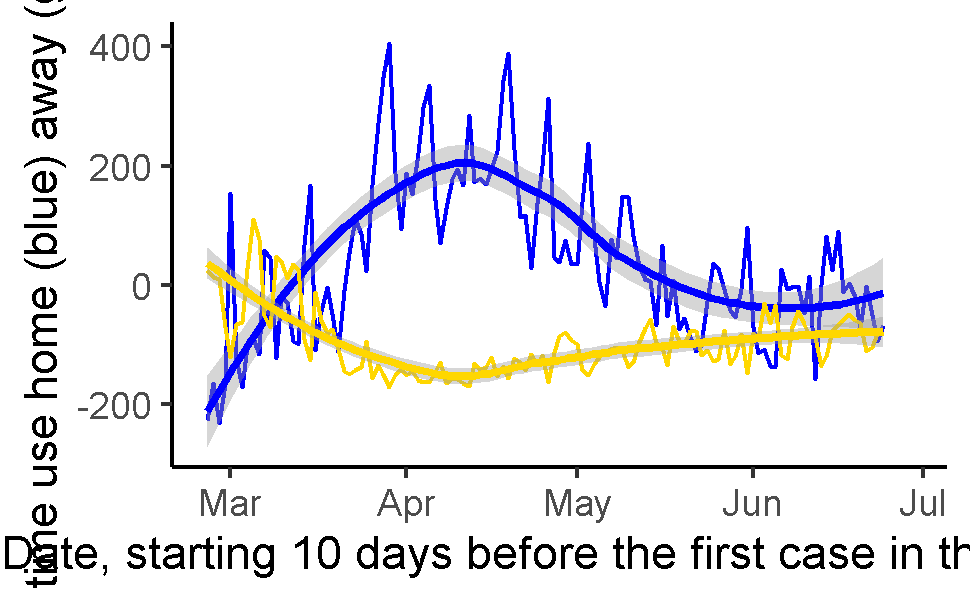 time use home (blue) away (
400
200
0
-200
Mar Apr May Jun Jul
Date, starting 10 days before the first case in th